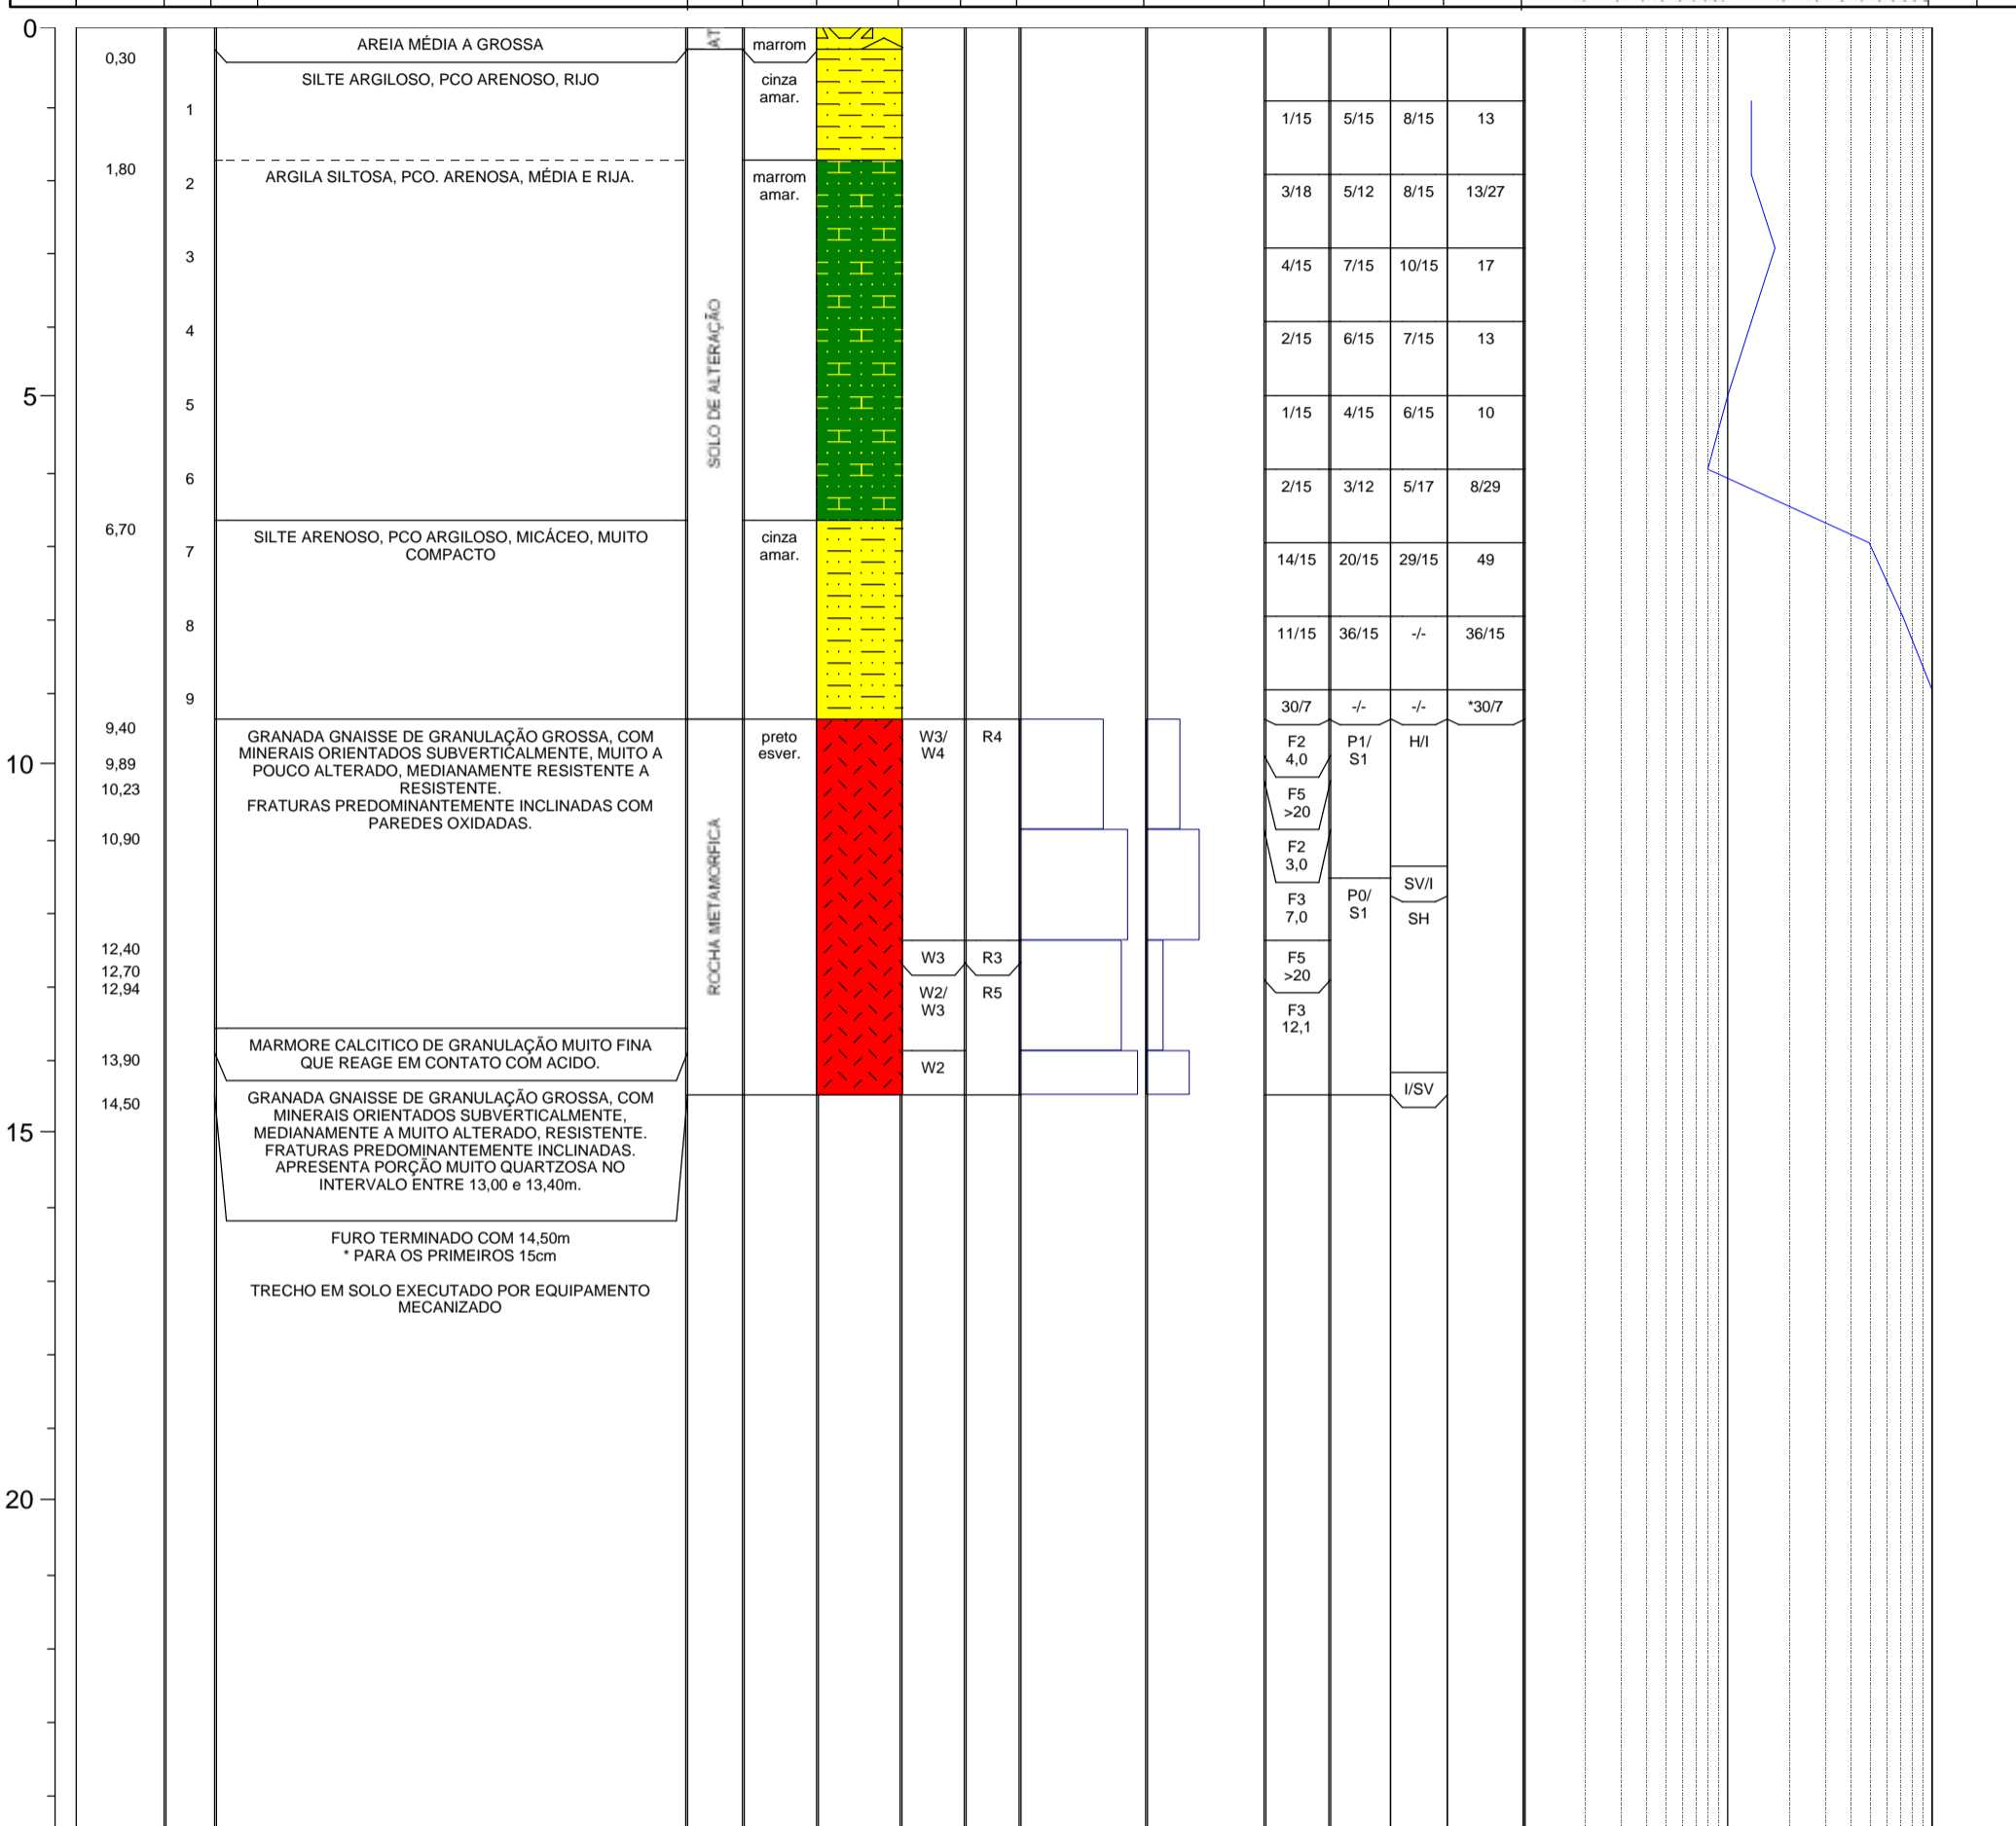 0
AREIA MÉDIA A GROSSA
AT
marrom
0,30
SILTE ARGILOSO, PCO ARENOSO, RIJO
cinza
amar.
1
1/15 5/15 8/15 13
1,80
ARGILA SILTOSA, PCO. ARENOSA, MÉDIA E RIJA.
marrom
amar.
2
3/18 5/12 8/15 13/27
3
4/15 7/15 10/15 17
SOLO DE ALTERAÇÃO
4
2/15 6/15 7/15 13
5
5
1/15 4/15 6/15 10
6
2/15 3/12 5/17 8/29
6,70
SILTE ARENOSO, PCO ARGILOSO, MICÁCEO, MUITO
COMPACTO
cinza
amar.
7
14/15 20/15 29/15 49
8
11/15 36/15 -/- 36/15
9
30/7 -/- -/- *30/7
9,40
GRANADA GNAISSE DE GRANULAÇÃO GROSSA, COM
MINERAIS ORIENTADOS SUBVERTICALMENTE, MUITO A
POUCO ALTERADO, MEDIANAMENTE RESISTENTE A
RESISTENTE.
FRATURAS PREDOMINANTEMENTE INCLINADAS COM
PAREDES OXIDADAS.
preto
esver.
W3/
W4
R4
F2
4,0
P1/
S1
H/I
10
9,89
10,23
F5
>20
10,90
F2
3,0
ROCHA METAMORFICA
SV/I
F3
7,0
P0/
S1
SH
12,40
W3
R3
F5
>20
12,70
12,94
W2/
W3
R5
F3
12,1
MARMORE CALCITICO DE GRANULAÇÃO MUITO FINA
QUE REAGE EM CONTATO COM ACIDO.
13,90
W2
I/SV
14,50
GRANADA GNAISSE DE GRANULAÇÃO GROSSA, COM
MINERAIS ORIENTADOS SUBVERTICALMENTE,
MEDIANAMENTE A MUITO ALTERADO, RESISTENTE.
FRATURAS PREDOMINANTEMENTE INCLINADAS.
APRESENTA PORÇÃO MUITO QUARTZOSA NO
INTERVALO ENTRE 13,00 e 13,40m.
15
FURO TERMINADO COM 14,50m
* PARA OS PRIMEIROS 15cm
TRECHO EM SOLO EXECUTADO POR EQUIPAMENTO
MECANIZADO
20